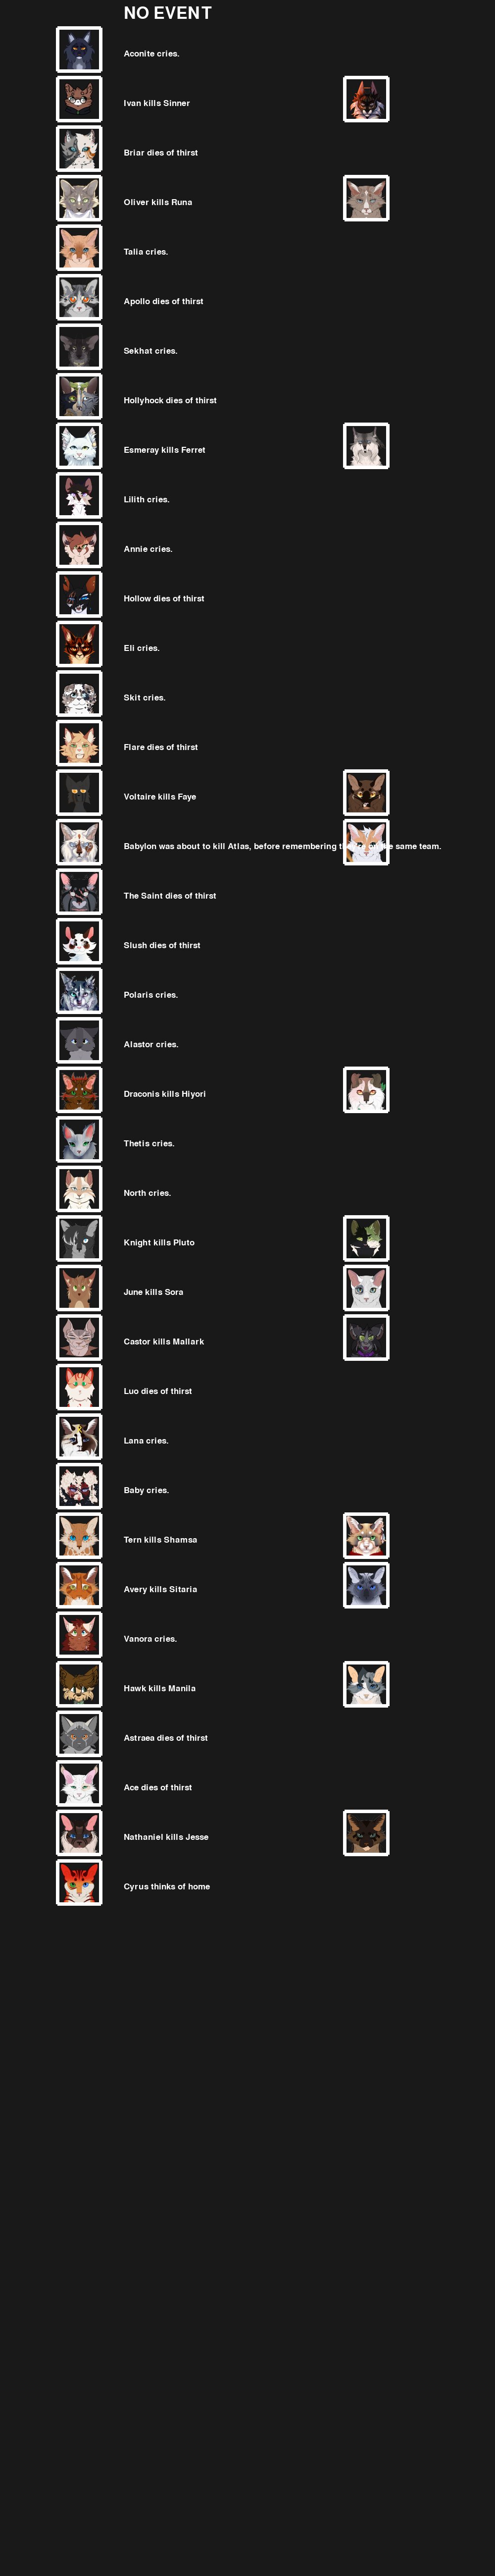 NO EVENT
Aconite cries.
Ivan kills Sinner
Briar dies of thirst
Oliver kills Runa
Talia cries.
Apollo dies of thirst
Sekhat cries.
Hollyhock dies of thirst
Esmeray kills Ferret
Lilith cries.
Annie cries.
Hollow dies of thirst
Eli cries.
Skit cries.
Flare dies of thirst
Voltaire kills Faye
Babylon was about to kill Atlas, before remembering same team.
The Saint dies of thirst
Slush dies of thirst
Polaris cries.
Alastor cries.
Draconis kills Hiyori
Thetis cries.
North cries.
Knight kills Pluto
June kills Sora
Castor kills Mallark
Luo dies of thirst
Lana cries.
Baby cries.
Tern kills Shamsa
Avery kills Sitaria
Vanora cries.
Hawk kills Manila
Astraea dies of thirst
Ace dies of thirst
Nathaniel kills Jesse
Cyrus thinks of home